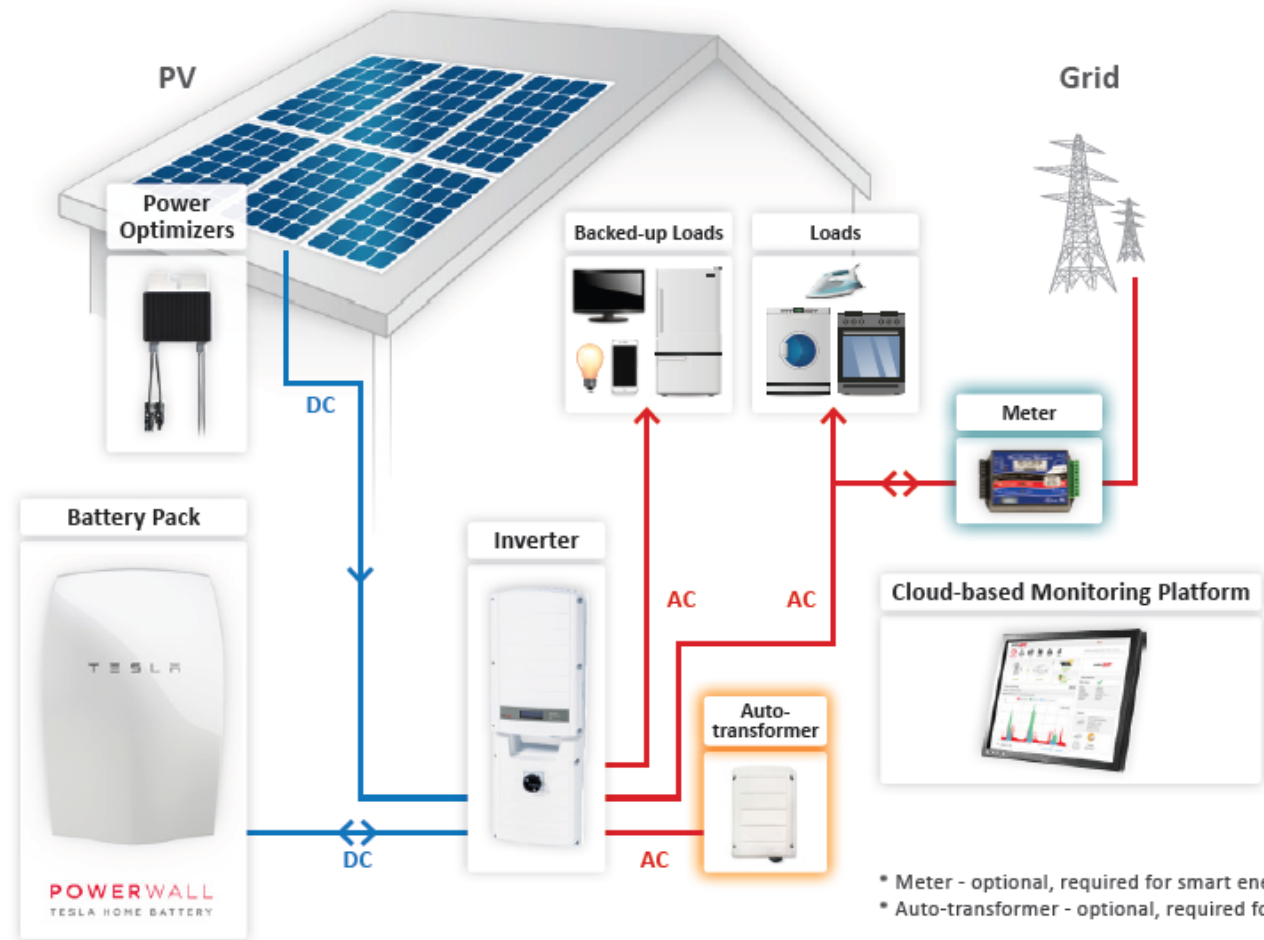 PV
Grid
Power
Optimizers
Backed-up Loads
Loads
DC
Meter
Battery Pack
Inverter
TESLA
AC
AC
Cloud-based Monitoring Platform
Auto-
transformer
DC
AC
POWERWALL
TESLA HOME BATTERY
* Meter - optional, required for smart ene
* Auto-transformer - optional, required fo